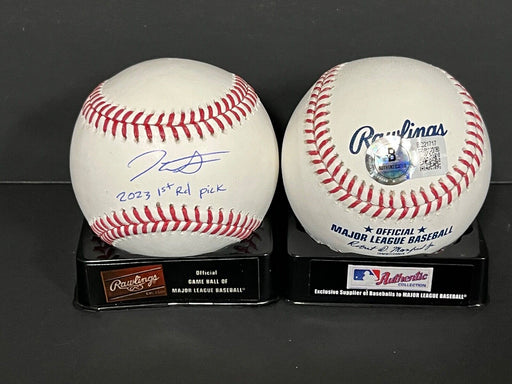 2023 1st Rd pick
Rawlings
OFFICIAL
MAJOR LEAGUE BASEBALL
Rawlings
Official
GAME BALL OF
MAJOR LEAGUE BASEBALL®
Authentic
COLLECTION
Exclusive Supplier of Baseballs to MAJOR LEAGUE BASEBALL®